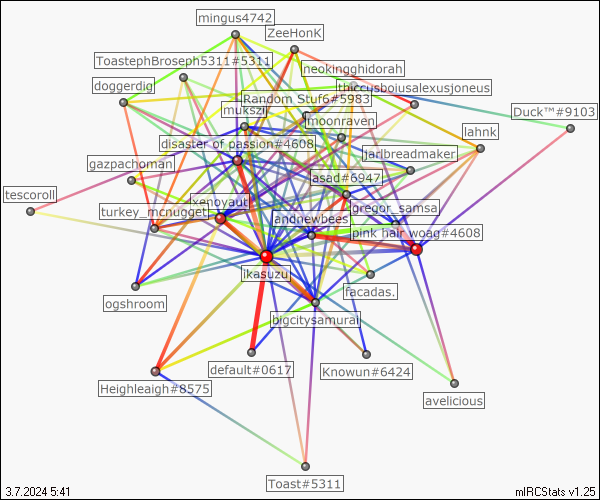 mingus4742
ZeeHonK
ToastephBroseph5311#5311
neokingghidorah
doggerdig
thiccusboiusalexusjoneus
Random Stuf6#5983
mukszil
moonraven
Duck™#9103
lahnk
disaster of passion#4608
jarlbreadmaker
gazpachoman
asad#6947
tescoroll
xenoyaut
turkey_mcnugget
gregor_samsa
andnewbees
pink hair woag#4608
ikasuzu
facadas.
ogshroom
bigcitysamurai
default#0617
Knowun#6424
Heighleaigh#8575
avelicious
Toast#5311
3.7.2024 5:41
mIRCStats v1.25